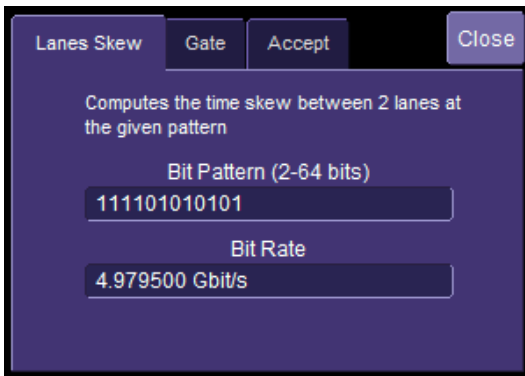 Lanes Skew Gate Accept Close
Computes the time skew between 2 lanes at
the given pattern
Bit Pattern (2-64 bits)
111101010101
Bit Rate
4.979500 Gbit/s